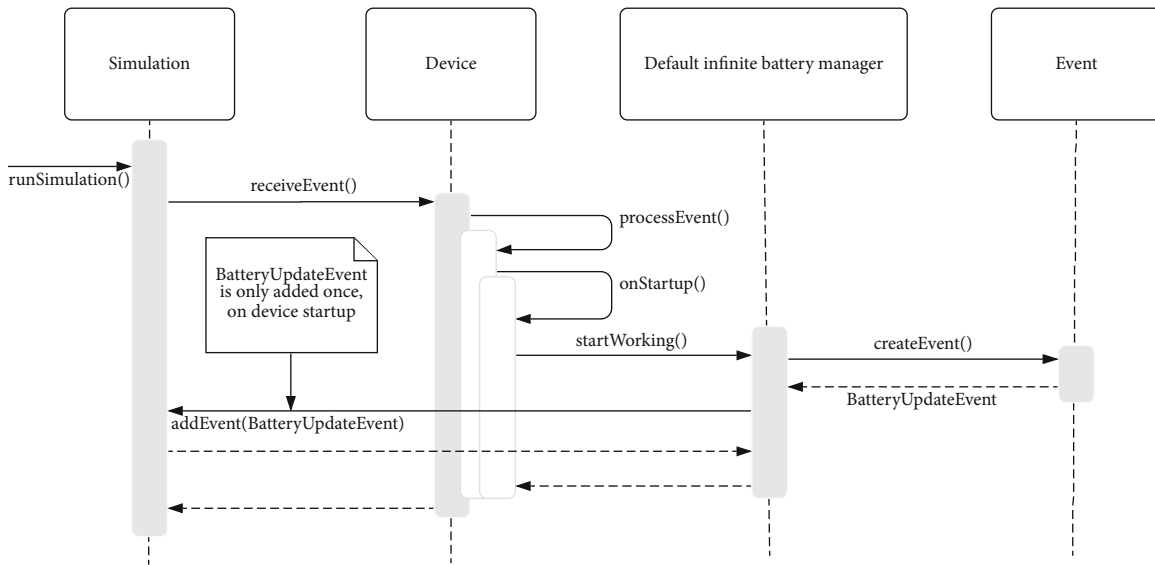 Simulation
Device
Default infinite battery manager
Event
runSimulation()
receiveEvent()
processEvent()
BatteryUpdateEvent
is only added once,
on device startup
onStartup()
startWorking()
createEvent()
BatteryUpdateEvent
addEvent(BatteryUpdateEvent)